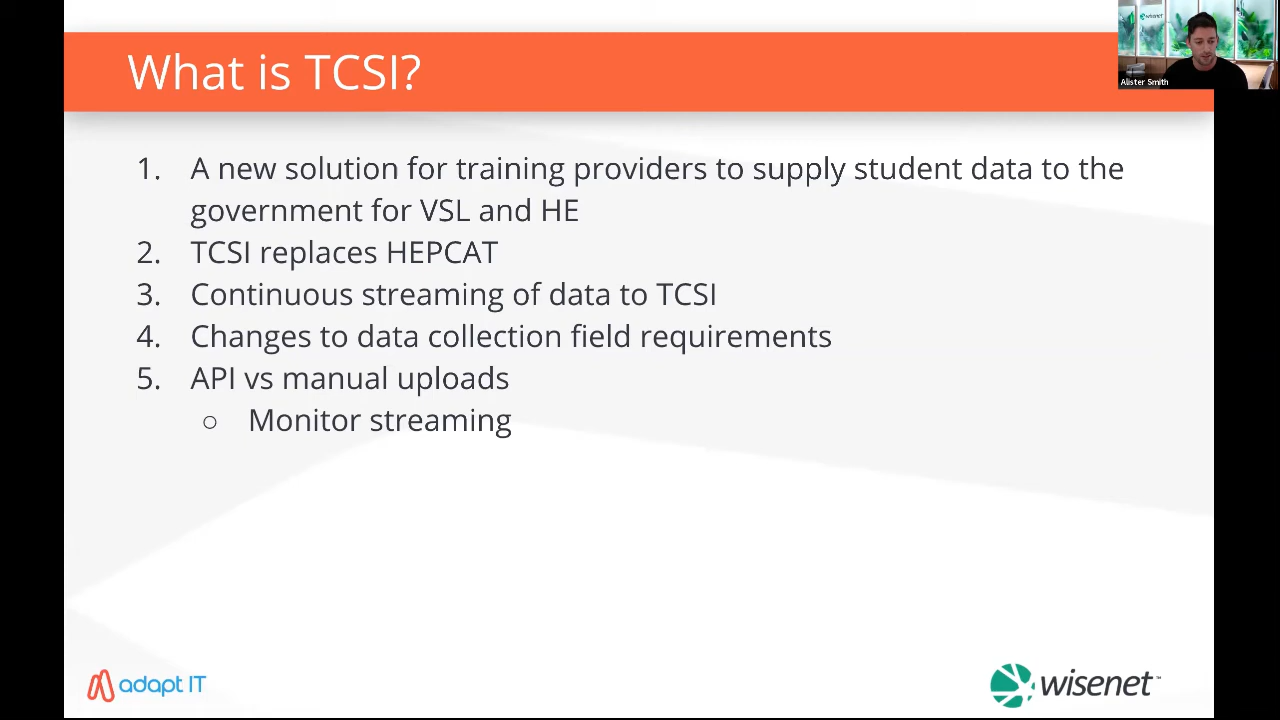 What is TCSI?
wisenet
Alister Smith
1. A new solution for training providers to supply student data to the
government for VSL and HE
2. TCSI replaces HEPCAT
3. Continuous streaming of data to TCSI
4. Changes to data collection field requirements
5. API vs manual uploads
○ Monitor streaming
adapt IT
wisenet™